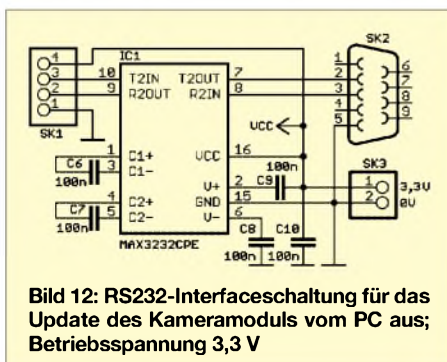 SK2
IC1
4 10 T2IN T2OUT 7 1 6
3 9 R2OUT R2IN 8 2 7
2 3 8
1 4 9
SK1 5
VCC
1 C1+ VCC 16
C6 3 C1- 100n
100n V+ 2 C9 SK3
4 C2+ GND 15 1 3,3V
C7 5 C2- V- 6 2 0V
100n C8 C10
MAX3232CPE
100n 100n
Bild 12: RS232-Interfaceschaltung für das
Update des Kameramoduls vom PC aus;
Betriebsspannung 3,3 V